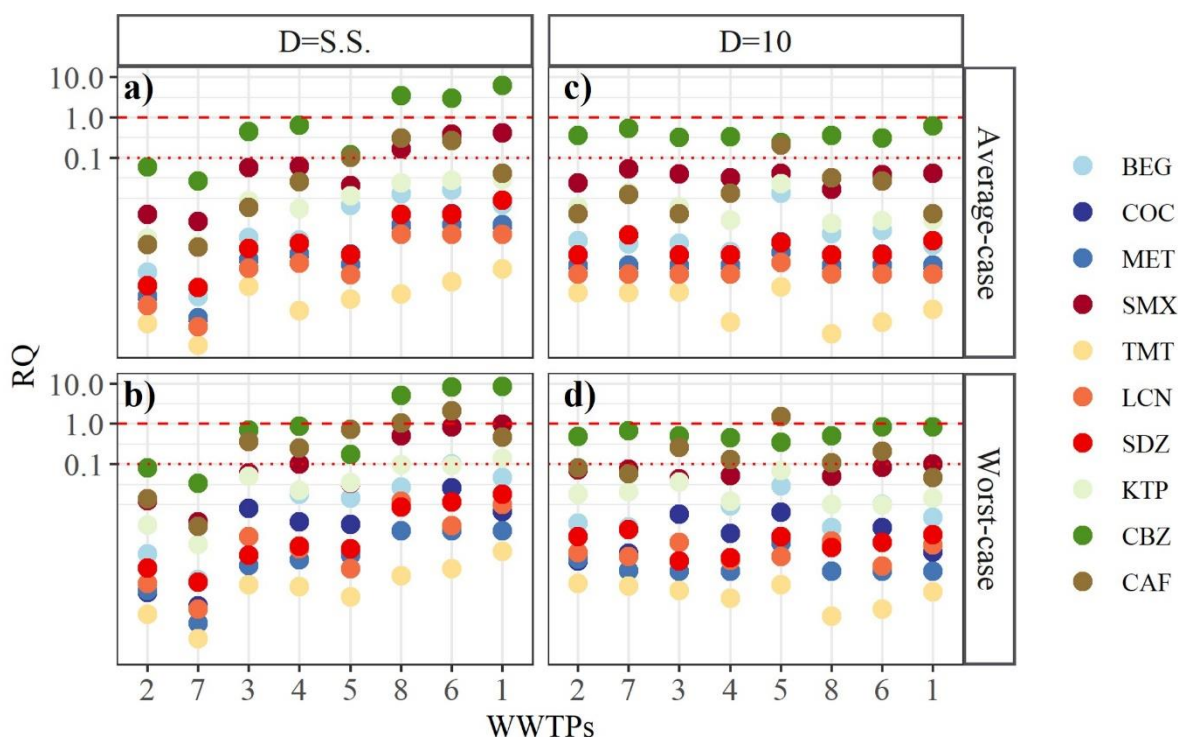 D=S.S.
D=10
a)
c)
10.0
1.0
0.1
Average-case
RQ
b)
d)
10.0
1.0
0.1
Worst-case
2 7 3 4 5 8 6 1
2 7 3 4 5 8 6 1
WWTPs
BEG
COC
MET
SMX
TMT
LCN
SDZ
KTP
CBZ
CAF